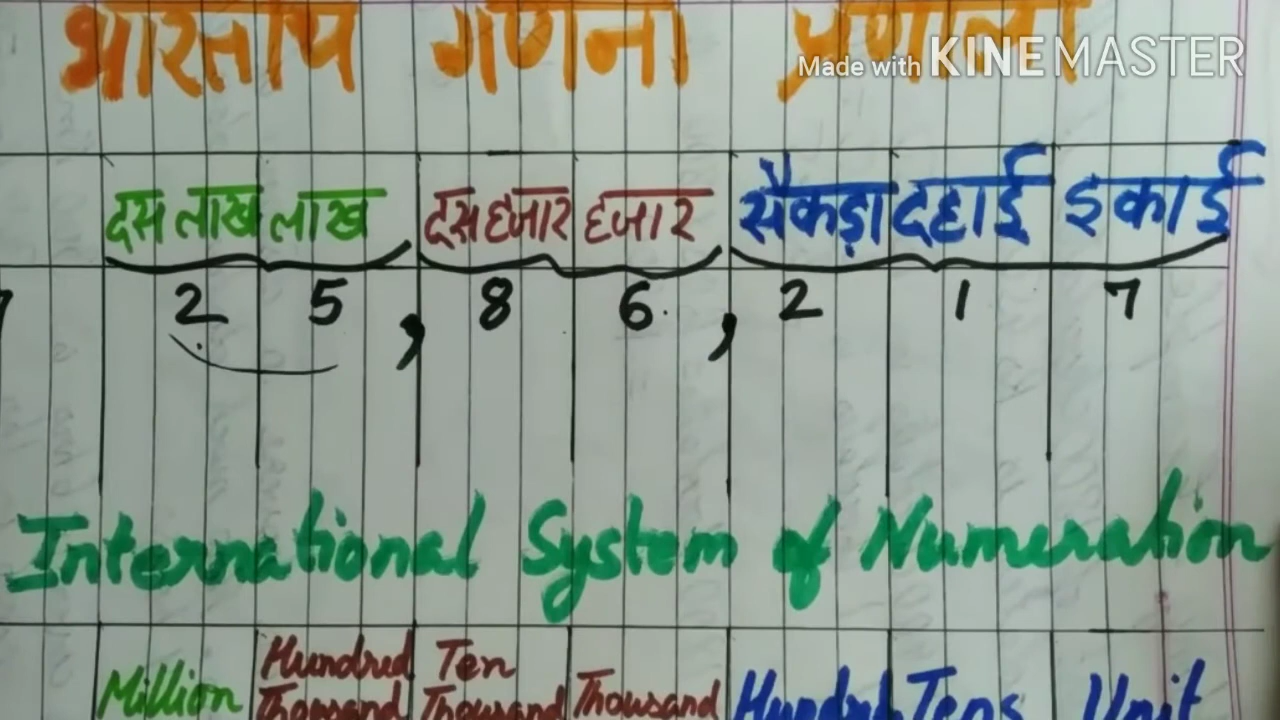 भारतीय गणना प्रणाली
Made with KINEMASTER
दस लाख लाख दस हजार हजार सैकड़ा दहाई इकाई
2 5 , 8 6 , 2 1 7
International System of Numeration
Million Hundred Thousand Ten Thousand Thousand Hundred Tens Unit